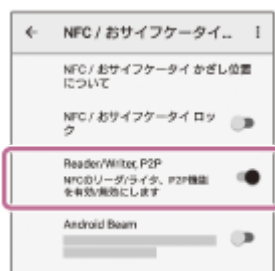 NFC / おサイフケータイ...
NFC / おサイフケータイ かざし位置
について
NFC / おサイフケータイ ロッ
ク
Reader/Writer, P2P
NFCのリーダ/ライタ、P2P機能
を有効/無効にします
Android Beam